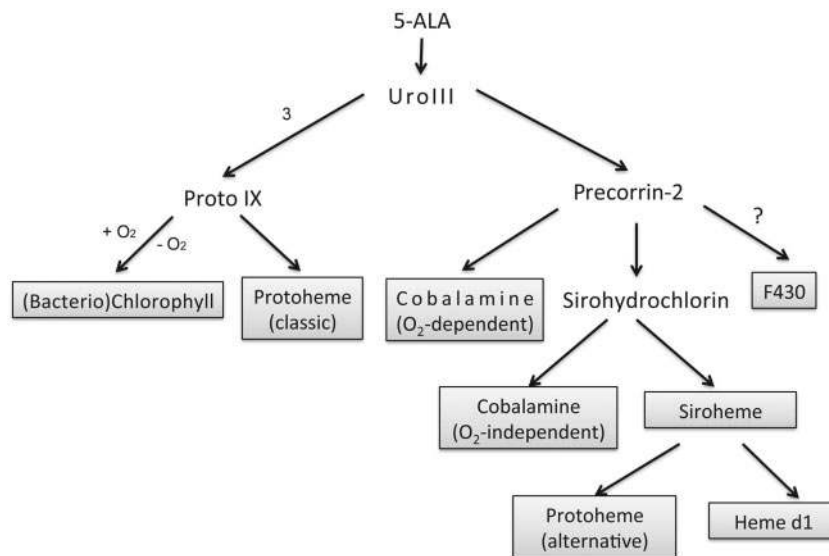 5-ALA
UroIII
3
Proto IX
Precorrin-2
+ O₂
- O₂
?
(Bacterio)Chlorophyll
Protoheme
(classic)
Cobalamine
(O₂-dependent)
Sirohydrochlorin
F430
Cobalamine
(O₂-independent)
Siroheme
Protoheme
(alternative)
Heme d1